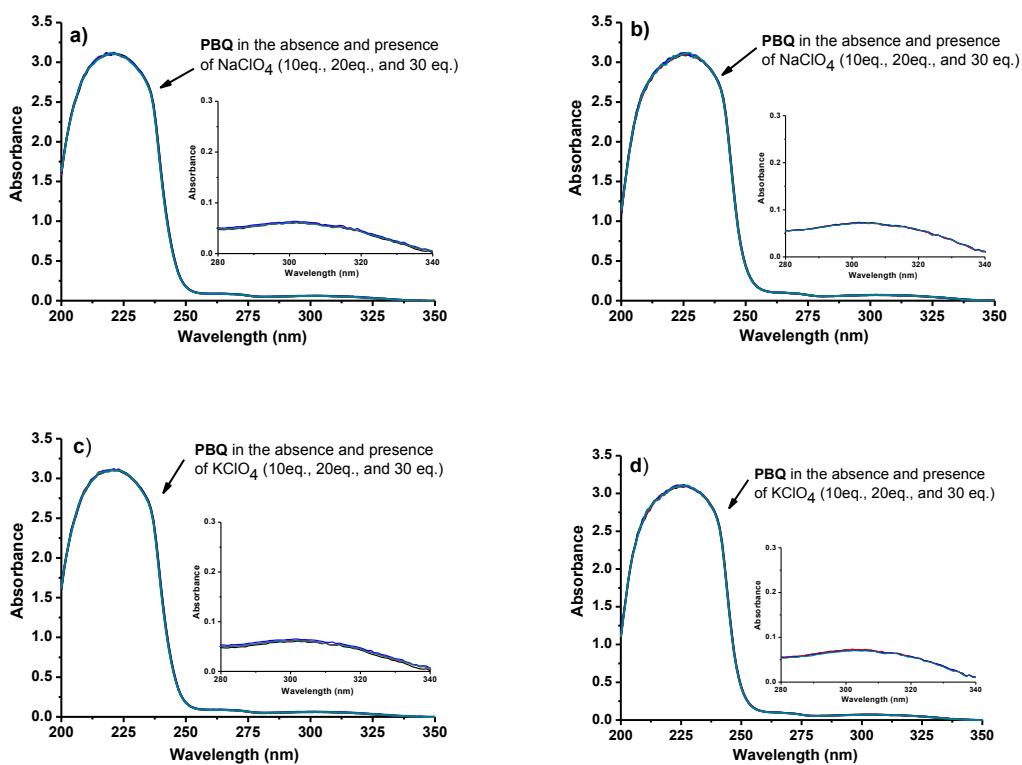 a)
PBQ in the absence and presence
of NaClO4 (10eq., 20eq., and 30 eq.)
3.5
3.0
2.5
2.0
1.5
1.0
0.5
0.0
Absorbance
200 225 250 275 300 325 350
Wavelength (nm)
0.3
0.2
0.1
0.0
Absorbance
280 300 320 340
Wavelength (nm)
b)
PBQ in the absence and presence
of NaClO4 (10eq., 20eq., and 30 eq.)
3.5
3.0
2.5
2.0
1.5
1.0
0.5
0.0
Absorbance
200 225 250 275 300 325 350
Wavelength (nm)
0.3
0.2
0.1
0.0
Absorbance
280 300 320 340
Wavelength (nm)
c)
PBQ in the absence and presence
of KClO4 (10eq., 20eq., and 30 eq.)
3.5
3.0
2.5
2.0
1.5
1.0
0.5
0.0
Absorbance
200 225 250 275 300 325 350
Wavelength (nm)
0.3
0.2
0.1
0.0
Absorbance
280 300 320 340
Wavelength (nm)
d)
PBQ in the absence and presence
of KClO4 (10eq., 20eq., and 30 eq.)
3.5
3.0
2.5
2.0
1.5
1.0
0.5
0.0
Absorbance
200 225 250 275 300 325 350
Wavelength (nm)
0.3
0.2
0.1
0.0
Absorbance
280 300 320 340
Wavelength (nm)